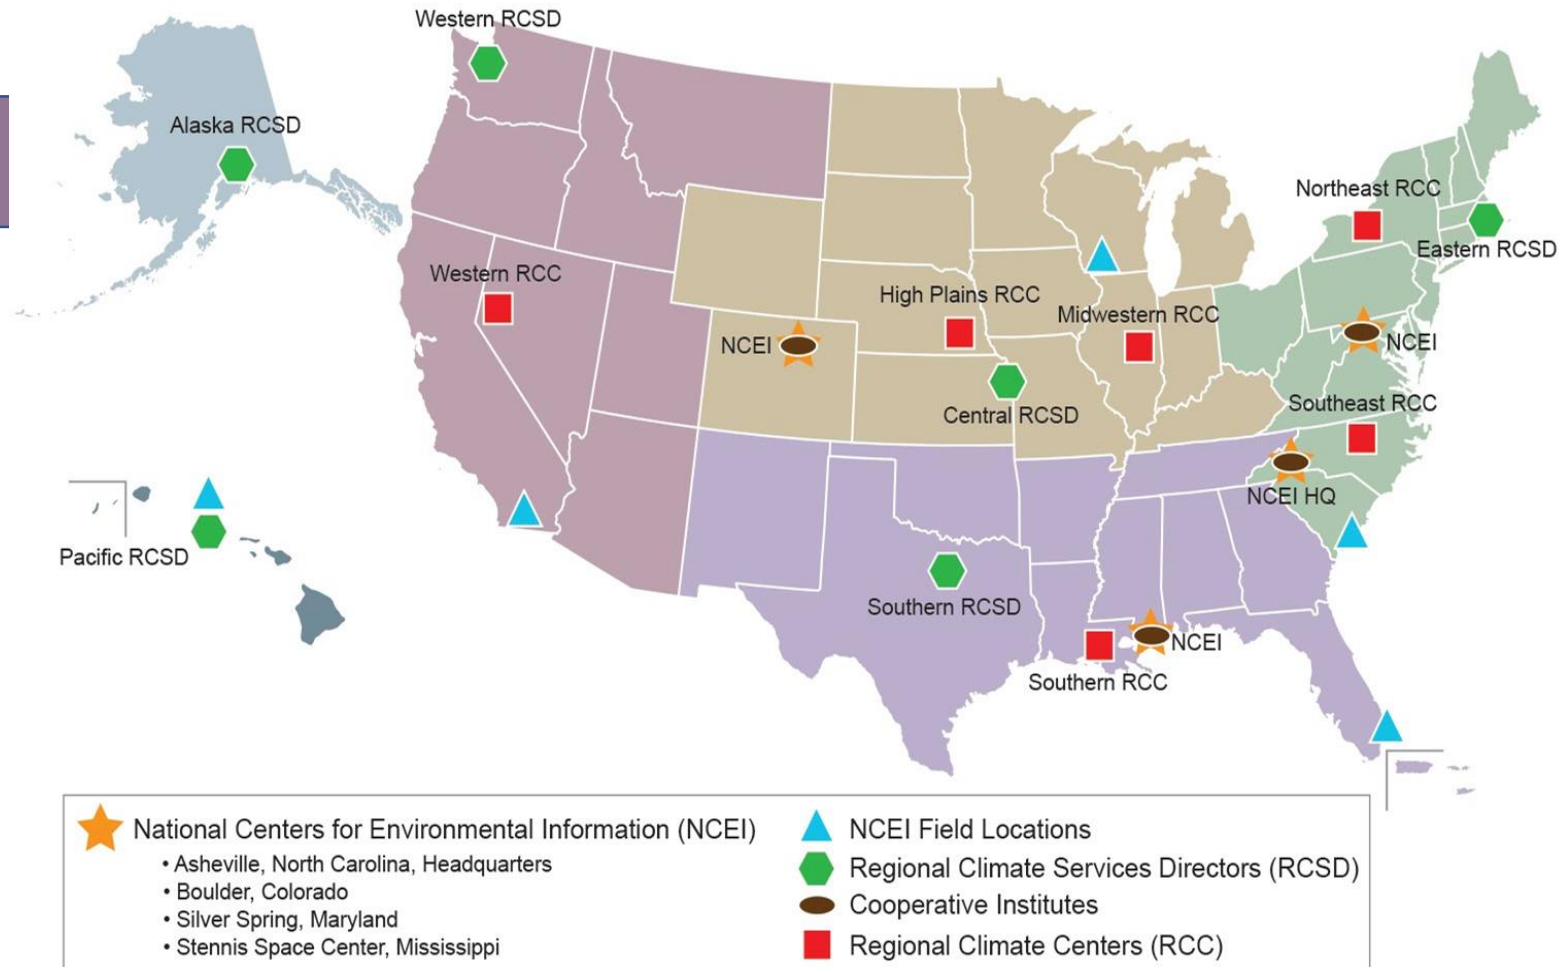 Western RCSD
Alaska RCSD
Northeast RCC
Eastern RCSD
Western RCC
High Plains RCC
Midwestern RCC
NCEI
NCEI
Central RCSD
Southeast RCC
NCEI HQ
Pacific RCSD
Southern RCSD
NCEI
Southern RCC
National Centers for Environmental Information (NCEI)
• Asheville, North Carolina, Headquarters
• Boulder, Colorado
• Silver Spring, Maryland
• Stennis Space Center, Mississippi
NCEI Field Locations
Regional Climate Services Directors (RCSD)
Cooperative Institutes
Regional Climate Centers (RCC)